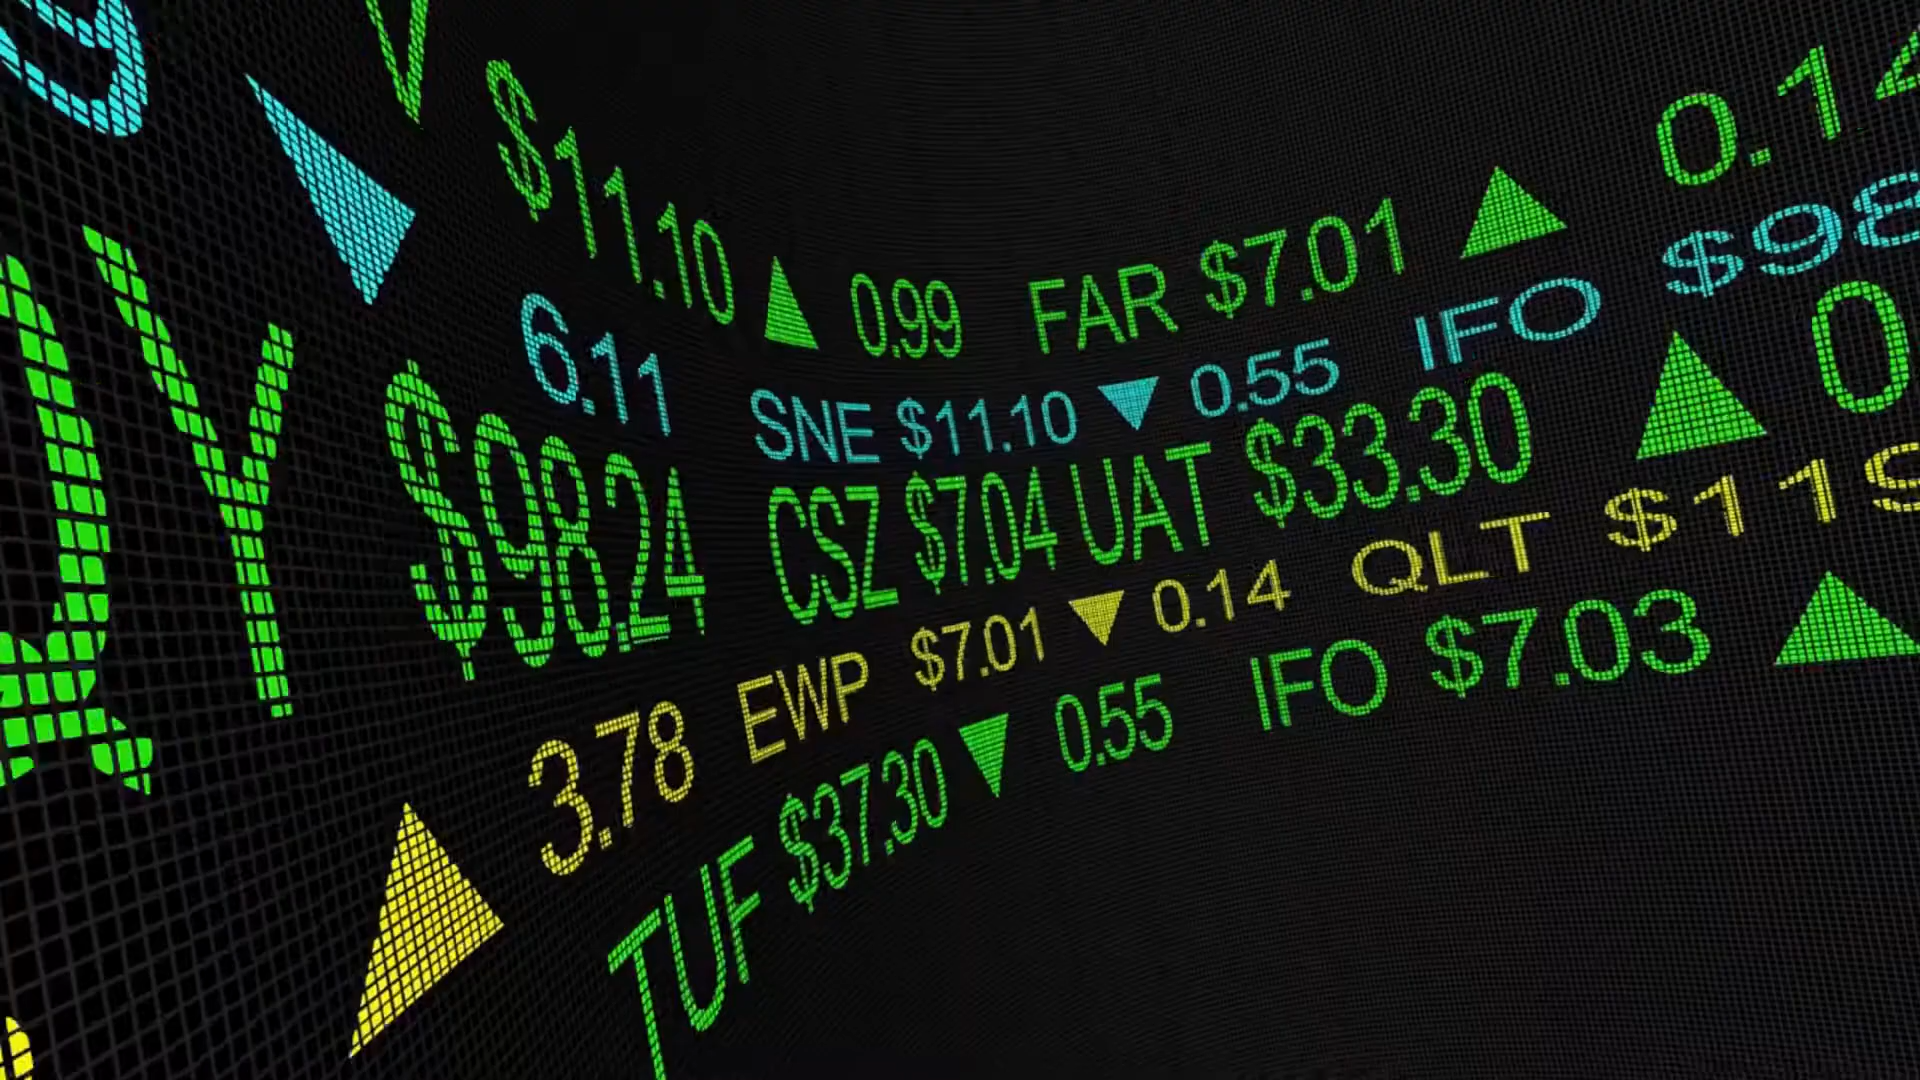 $11.10 ▲ 0.99 FAR $7.01 ▲ 0.14
6.11 SNE $11.10 ▼ 0.55 IFO $98
QY $98.24 CSZ $7.04 UAT $33.30 ▲ 0
▲ 3.78 EWP $7.01 ▼ 0.14 QLT $119
TUF $37.30 ▼ 0.55 IFO $7.03 ▲